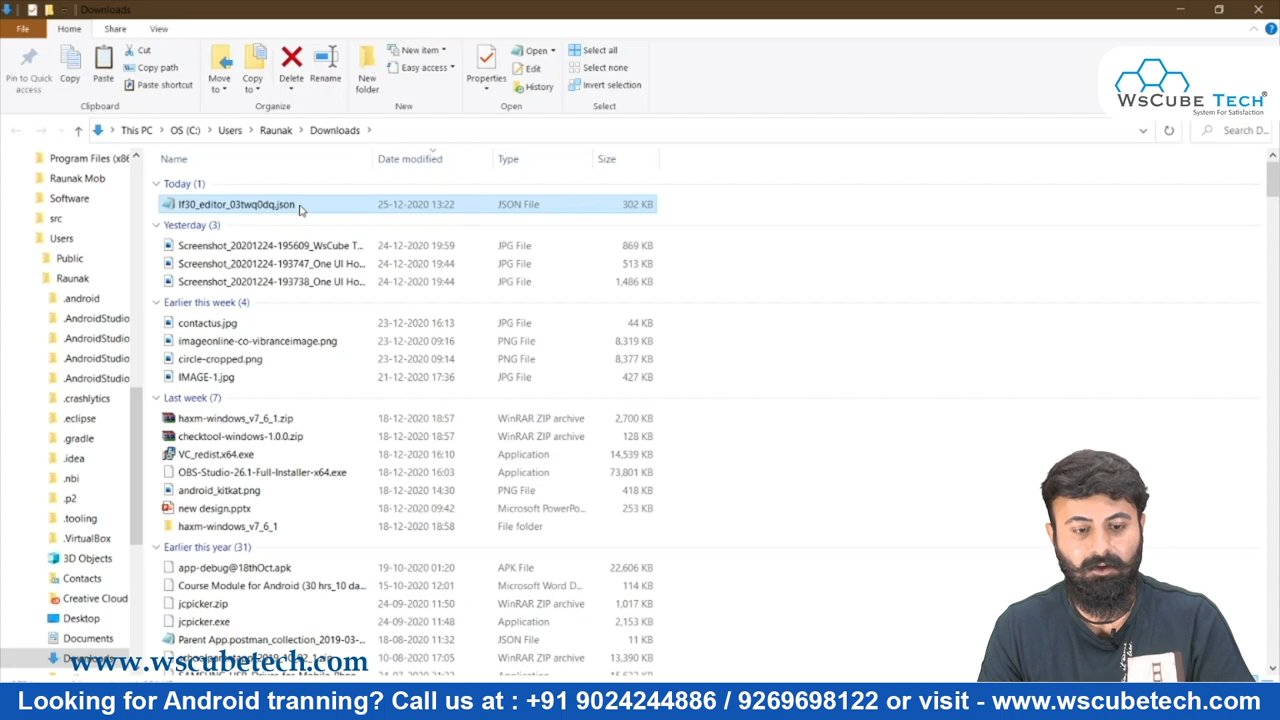 Downloads
File Home Share View
Pin to Quick access
Copy
Paste
Cut
Copy path
Paste shortcut
Clipboard
Move to
Copy to
Delete
Rename
Organize
New folder
New item
Easy access
New
Properties
Open
Edit
History
Open
Select all
Select none
Invert selection
Select
WsCube Tech
System For Satisfaction
This PC OS (C:) Users Raunak Downloads
Search D...
Program Files (x86
Raunak Mob
Software
src
Users
Public
Raunak
.android
.AndroidStudio
.AndroidStudio
.AndroidStudio
.AndroidStudio
.crashlytics
.eclipse
.gradle
.idea
.nbi
.p2
.tooling
.VirtualBox
3D Objects
Contacts
Creative Cloud
Desktop
Documents
Name Date modified Type Size
Today (1)
lf30_editor_03twq0dq.json 25-12-2020 13:22 JSON File 302 KB
Yesterday (3)
Screenshot_20201224-195609_WsCube T... 24-12-2020 19:59 JPG File 869 KB
Screenshot_20201224-193747_One UI Ho... 24-12-2020 19:44 JPG File 513 KB
Screenshot_20201224-193738_One UI Ho... 24-12-2020 19:44 JPG File 1,486 KB
Earlier this week (4)
contactus.jpg 23-12-2020 16:13 JPG File 44 KB
imageonline-co-vibranceimage.png 23-12-2020 09:16 PNG File 8,319 KB
circle-cropped.png 23-12-2020 09:14 PNG File 8,377 KB
IMAGE-1.jpg 21-12-2020 17:36 JPG File 427 KB
Last week (7)
haxm-windows_v7_6_1.zip 18-12-2020 18:57 WinRAR ZIP archive 2,700 KB
checktool-windows-1.0.0.zip 18-12-2020 18:57 WinRAR ZIP archive 128 KB
VC_redist.x64.exe 18-12-2020 16:10 Application 14,539 KB
OBS-Studio-26.1-Full-Installer-x64.exe 18-12-2020 16:03 Application 73,801 KB
android_kitkat.png 18-12-2020 14:30 PNG File 418 KB
new design.pptx 18-12-2020 09:42 Microsoft PowerPo... 253 KB
haxm-windows_v7_6_1 18-12-2020 18:58 File folder
Earlier this year (31)
app-debug@18thOct.apk 19-10-2020 01:20 APK File 22,606 KB
Course Module for Android (30 hrs_10 da... 15-10-2020 12:01 Microsoft Word D... 114 KB
jcpicker.zip 24-09-2020 11:50 WinRAR ZIP archive 1,017 KB
jcpicker.exe 24-09-2020 11:48 Application 2,153 KB
Parent App.postman_collection_2019-03-... 18-08-2020 11:32 JSON File 11 KB
10-08-2020 17:05 WinRAR ZIP archive 13,390 KB
www.wscubetech.com
Looking for Android tranning? Call us at : +91 9024244886 / 9269698122 or visit - www.wscubetech.com